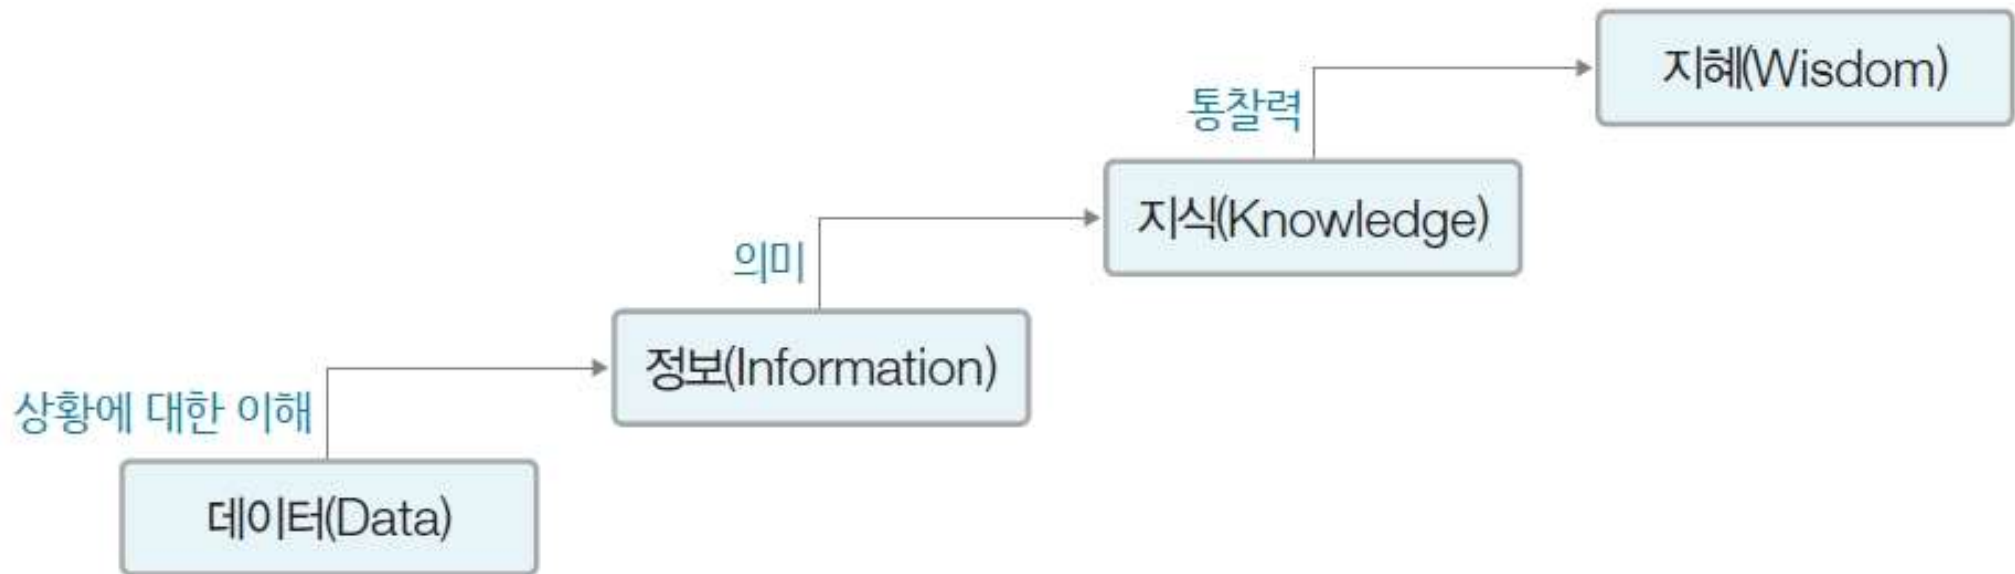 지혜(Wisdom)
통찰력
지식(Knowledge)
의미
정보(Information)
상황에 대한 이해
데이터(Data)